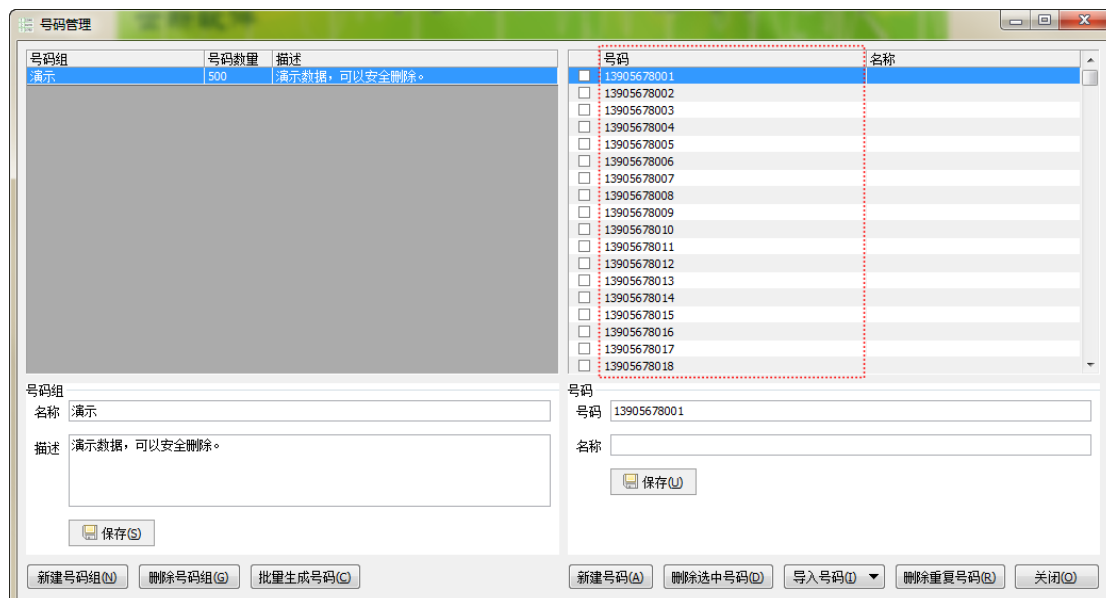 号码管理
号码组 号码数量 描述
演示 500 演示数据，可以安全删除。
号码 名称
13905678001
13905678002
13905678003
13905678004
13905678005
13905678006
13905678007
13905678008
13905678009
13905678010
13905678011
13905678012
13905678013
13905678014
13905678015
13905678016
13905678017
13905678018
号码组
名称 演示
描述 演示数据，可以安全删除。
保存(S)
号码
号码 13905678001
名称
保存(U)
新建号码组(N) 删除号码组(G) 批里生成号码(C)
新建号码(A) 删除选中号码(D) 导入号码(I) 删除重复号码(R) 关闭(O)